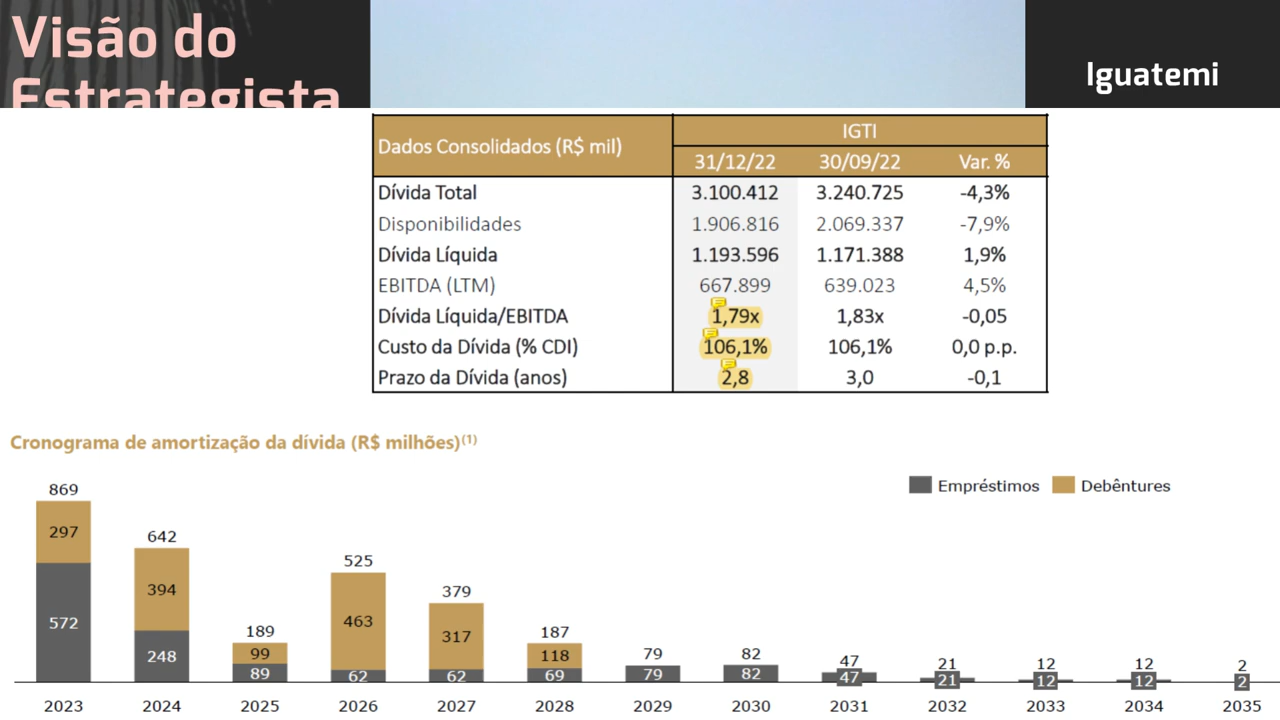 Visão do
Estrategista
Iguatemi
Dados Consolidados (R$ mil)
IGTI
31/12/22 30/09/22 Var. %
Dívida Total 3.100.412 3.240.725 -4,3%
Disponibilidades 1.906.816 2.069.337 -7,9%
Dívida Líquida 1.193.596 1.171.388 1,9%
EBITDA (LTM) 667.899 639.023 4,5%
Dívida Líquida/EBITDA 1,79x 1,83x -0,05
Custo da Dívida (% CDI) 106,1% 106,1% 0,0 p.p.
Prazo da Dívida (anos) 2,8 3,0 -0,1
Cronograma de amortização da dívida (R$ milhões)(1)
Empréstimos Debêntures
869 642 189 525 379 187 79 82 47 21 12 12 2
297 394 99 463 317 118
572 248 89 62 62 69 79 82 47 21 12 12 2
2023 2024 2025 2026 2027 2028 2029 2030 2031 2032 2033 2034 2035